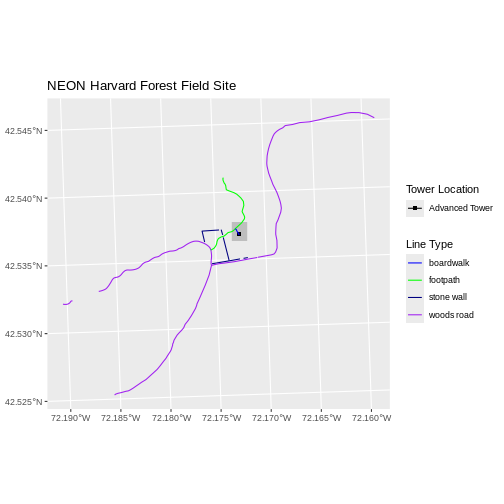 NEON Harvard Forest Field Site
42.545°N
42.540°N
42.535°N
42.530°N
42.525°N
72.190°W
72.185°W
72.180°W
72.175°W
72.170°W
72.165°W
72.160°W
Tower Location
Advanced Tower
Line Type
boardwalk
footpath
stone wall
woods road